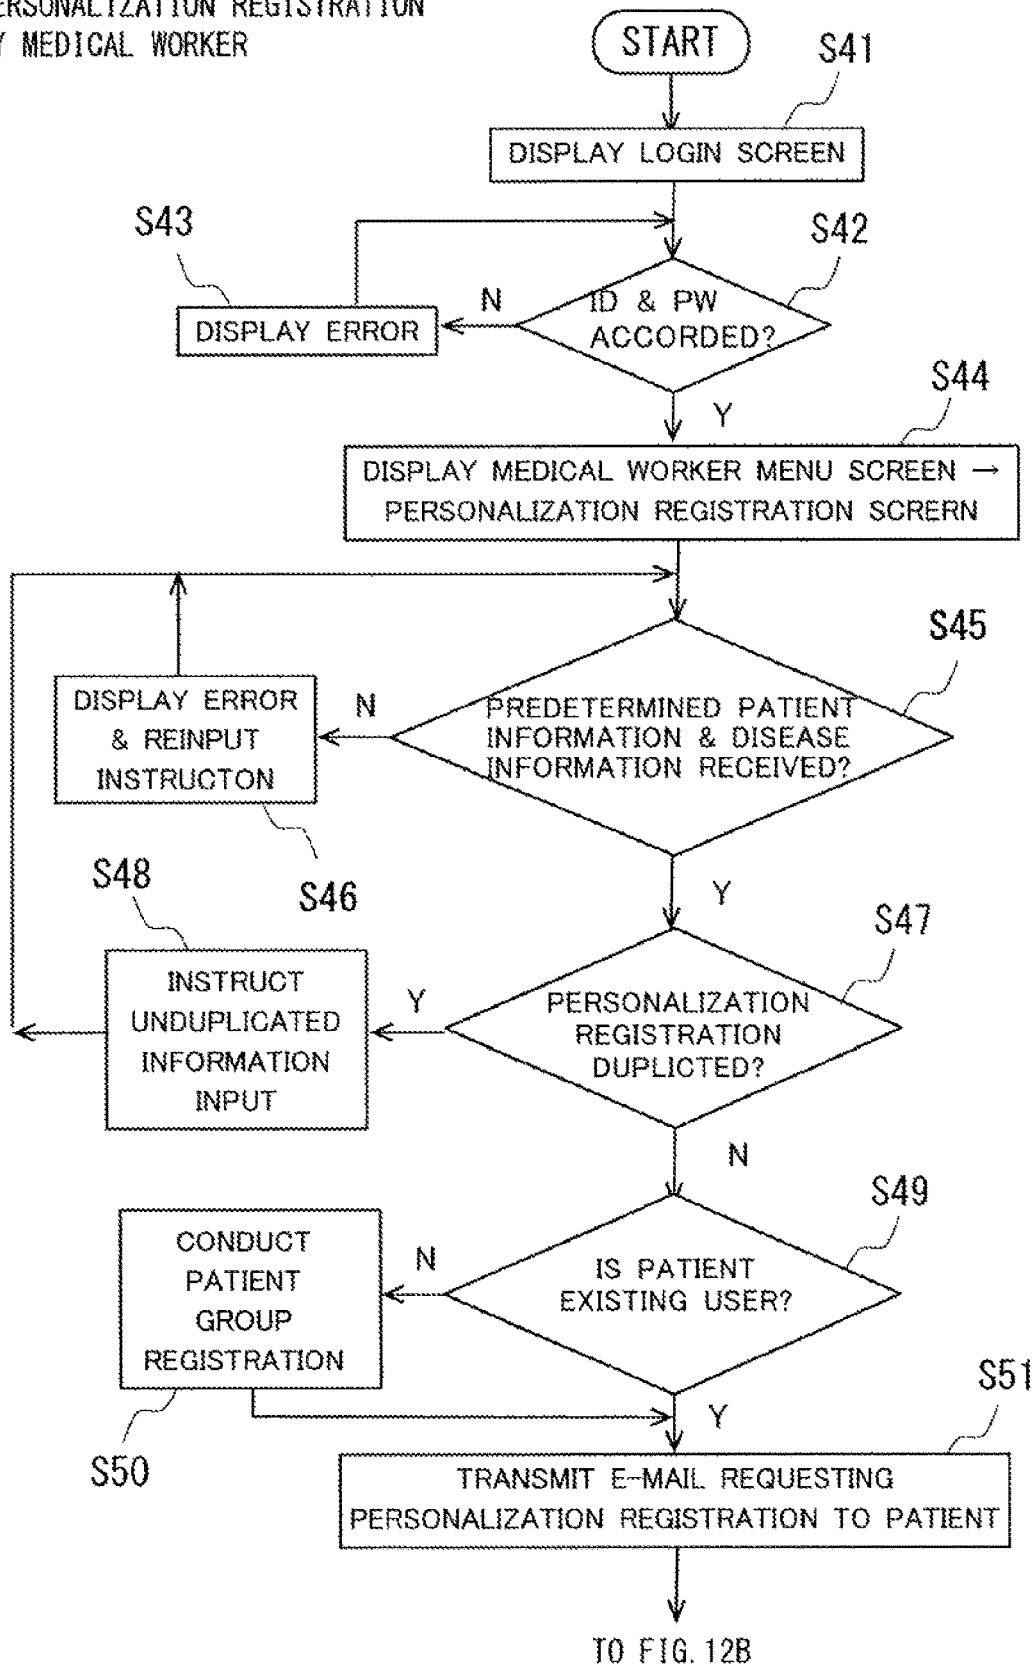 PERSONALIZATION REGISTRATION
Y MEDICAL WORKER
START
S41
DISPLAY LOGIN SCREEN
S43
S42
N
ID & PW
ACCORDED?
DISPLAY ERROR
S44
Y
DISPLAY MEDICAL WORKER MENU SCREEN →
PERSONALIZATION REGISTRATION SCRERN
S45
DISPLAY ERROR
& REINPUT
INSTRUCTON
N
PREDETERMINED PATIENT
INFORMATION & DISEASE
INFORMATION RECEIVED?
S46
S48
Y
S47
INSTRUCT
UNDUPLICATED
INFORMATION
INPUT
Y
PERSONALIZATION
REGISTRATION
DUPLICTED?
N
S49
CONDUCT
PATIENT
GROUP
REGISTRATION
N
IS PATIENT
EXISTING USER?
S51
Y
S50
TRANSMIT E-MAIL REQUESTING
PERSONALIZATION REGISTRATION TO PATIENT
TO FIG. 12B